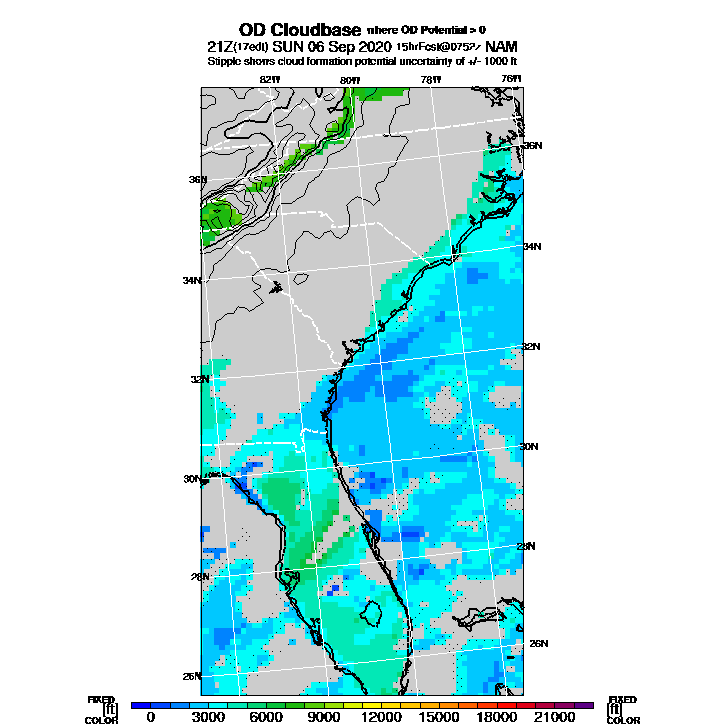 OD Cloudbase where OD Potential > 0
21Z(17edt) SUN 06 Sep 2020 15hrFcst@0752z NAM
Stipple shows cloud formation potential uncertainty of +/- 1000 ft
82W 80W 78W 76W
36N
36N
34N
34N
32N
32N
30N
30N
28N
28N
26N
26N
FIXED FIXED
[ft] [ft]
COLOR COLOR
0 3000 6000 9000 12000 15000 18000 21000